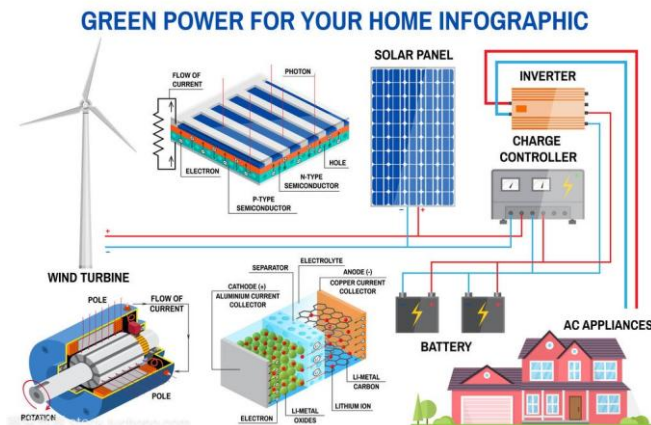 GREEN POWER FOR YOUR HOME INFOGRAPHIC
SOLAR PANEL
INVERTER
FLOW OF
CURRENT
PHOTON
CHARGE
CONTROLLER
HOLE
ELECTRON
N-TYPE
SEMICONDUCTOR
P-TYPE
SEMICONDUCTOR
+
−
−
+
WIND TURBINE
POLE
FLOW OF
CURRENT
POLE
ROTATION
ELECTROLYTE
SEPARATOR
ANODE (-)
COPPER CURRENT
COLLECTOR
CATHODE (+)
ALUMINIUM CURRENT
COLLECTOR
LI-METAL
CARBON
LITHIUM ION
LI-METAL
OXIDES
ELECTRON
BATTERY
AC APPLIANCES